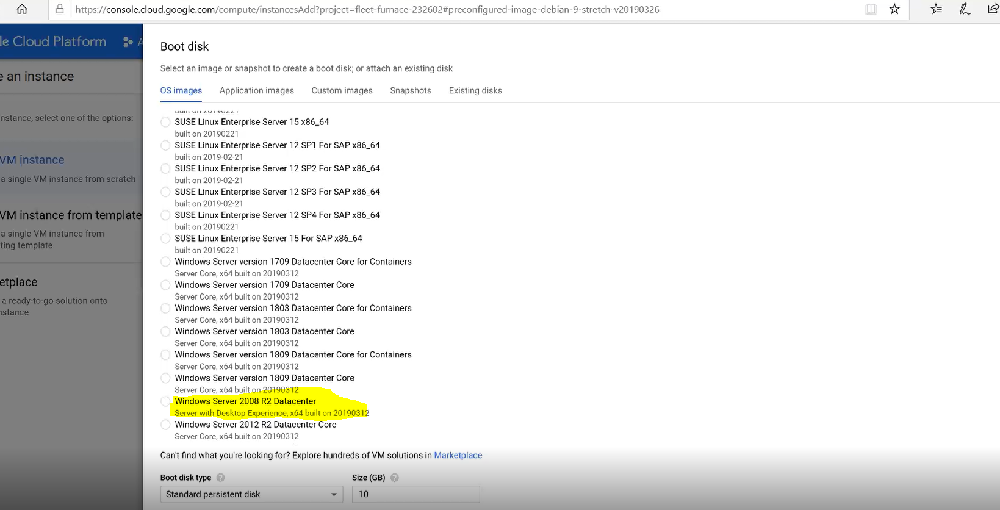 https://console.cloud.google.com/compute/instancesAdd?project=fleet-furnace-232602#preconfigured-image-debian-9-stretch-v20190326
le Cloud Platform
A
e an instance
nstance, select one of the options:
VM instance
a single VM instance from scratch
VM instance from template
a single VM instance from
ting template
etplace
a ready-to-go solution onto
nstance
Boot disk
Select an image or snapshot to create a boot disk; or attach an existing disk
OS images Application images Custom images Snapshots Existing disks
built on 20190221
SUSE Linux Enterprise Server 15 x86_64
built on 20190221
SUSE Linux Enterprise Server 12 SP1 For SAP x86_64
built on 2019-02-21
SUSE Linux Enterprise Server 12 SP2 For SAP x86_64
built on 2019-02-21
SUSE Linux Enterprise Server 12 SP3 For SAP x86_64
built on 2019-02-21
SUSE Linux Enterprise Server 12 SP4 For SAP x86_64
built on 20190221
SUSE Linux Enterprise Server 15 For SAP x86_64
built on 20190221
Windows Server version 1709 Datacenter Core for Containers
Server Core, x64 built on 20190312
Windows Server version 1709 Datacenter Core
Server Core, x64 built on 20190312
Windows Server version 1803 Datacenter Core for Containers
Server Core, x64 built on 20190312
Windows Server version 1803 Datacenter Core
Server Core, x64 built on 20190312
Windows Server version 1809 Datacenter Core for Containers
Server Core, x64 built on 20190312
Windows Server version 1809 Datacenter Core
Server Core, x64 built on 20190312
Windows Server 2008 R2 Datacenter
Server with Desktop Experience, x64 built on 20190312
Windows Server 2012 R2 Datacenter Core
Server Core, x64 built on 20190312
Can't find what you're looking for? Explore hundreds of VM solutions in Marketplace
Boot disk type ? Size (GB) ?
Standard persistent disk 10